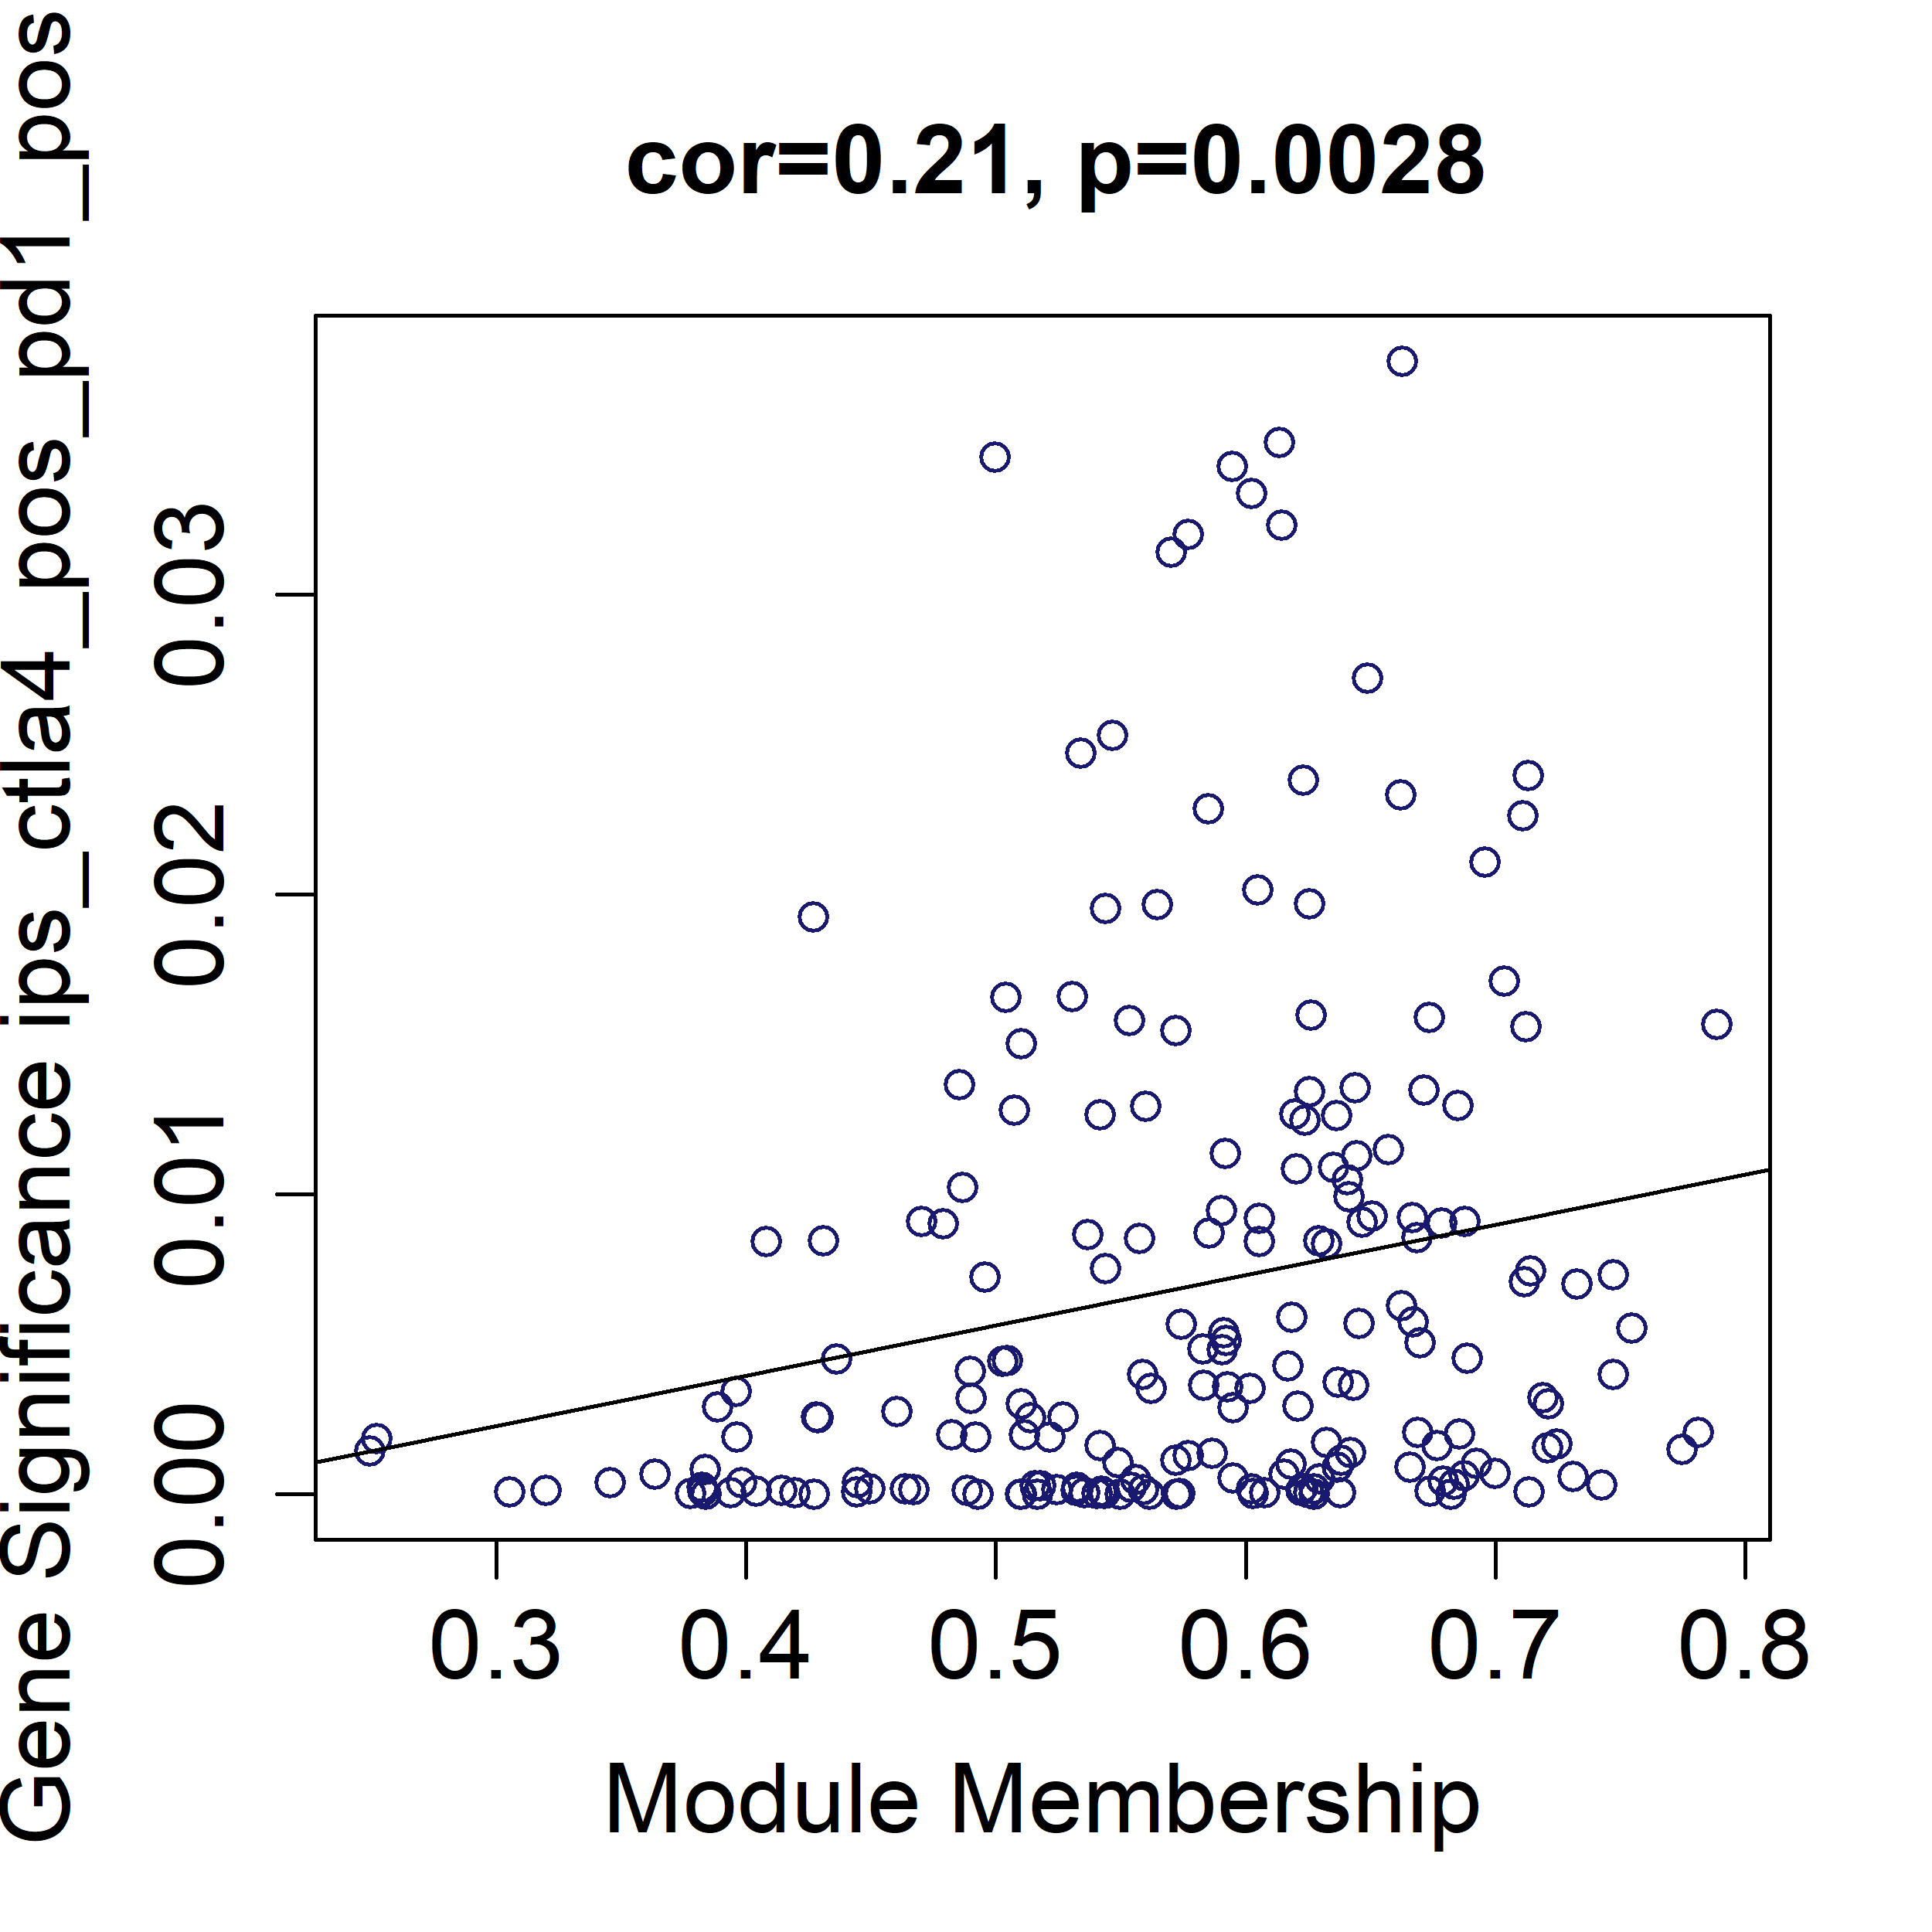 cor=0.21, p=0.0028
Gene Significance ips_ctla4_pos_pd1_pos
0.03
0.02
0.01
0.00
0.3 0.4 0.5 0.6 0.7 0.8
Module Membership